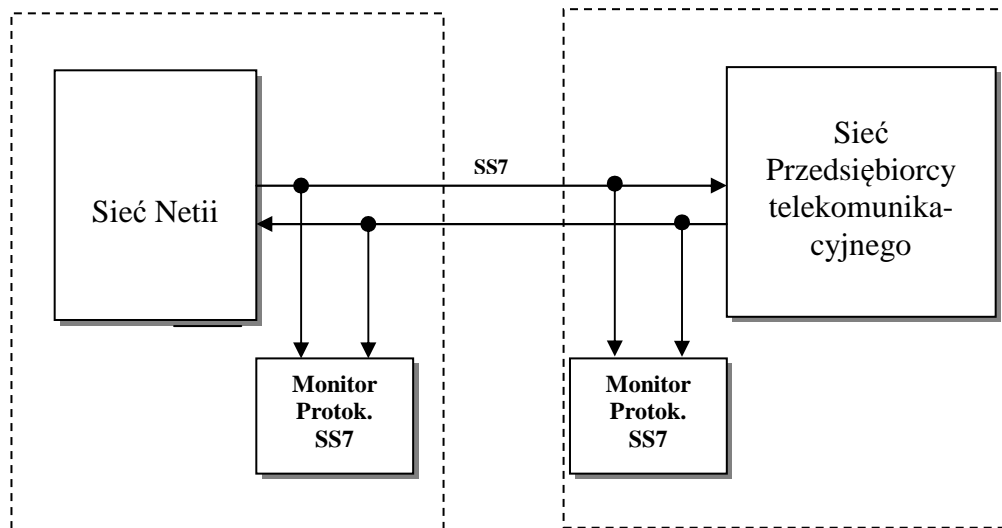 Sieć Netii
SS7
Sieć
Przedsiębiorcy
telekomunika-
cyjnego
Monitor
Protok.
SS7
Monitor
Protok.
SS7